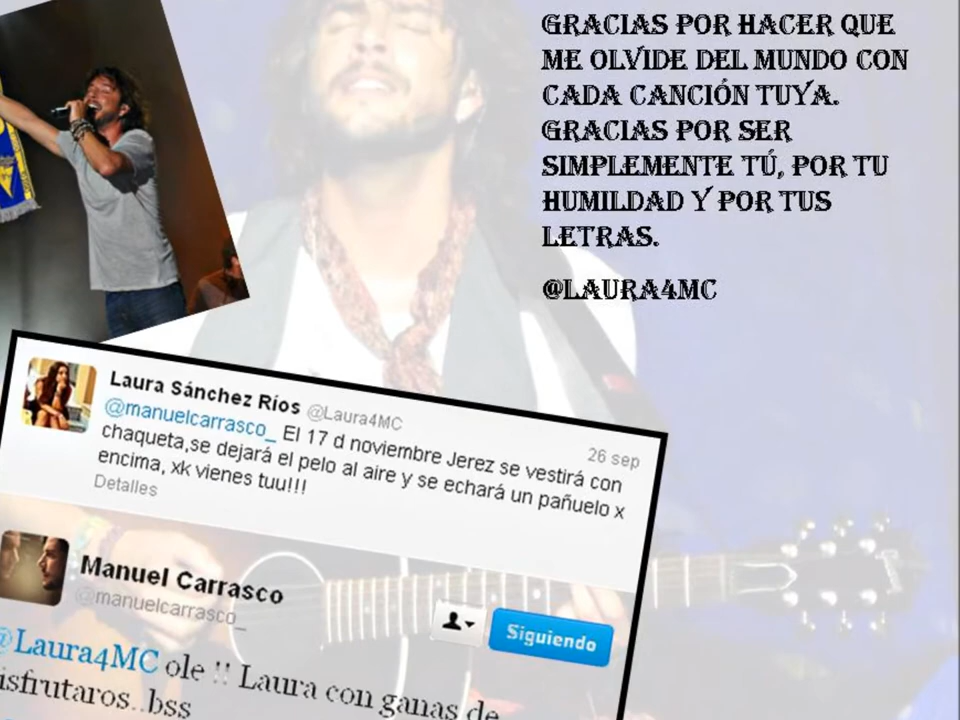 GRACIAS POR HACER QUE
ME OLVIDE DEL MUNDO CON
CADA CANCIÓN TUYA.
GRACIAS POR SER
SIMPLEMENTE TÚ, POR TU
HUMILDAD Y POR TUS
LETRAS.
@LAURA4MC
Laura Sánchez Ríos @Laura4MC
26 sep
@manuelcarrasco_ El 17 d noviembre Jerez se vestirá con
chaqueta,se dejará el pelo al aire y se echará un pañuelo x
encima, xk vienes tuu!!!
Detalles
Manuel Carrasco
@manuelcarrasco_
Siguiendo
@Laura4MC ole !! Laura con ganas de
isfrutaros..bss